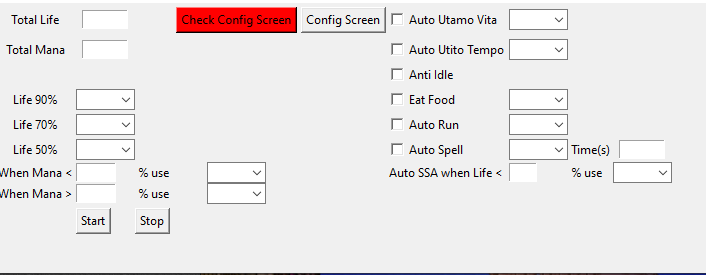 Total Life Check Config Screen Config Screen Auto Utamo Vita
Total Mana Auto Utito Tempo
Anti Idle
Life 90% Eat Food
Life 70% Auto Run
Life 50% Auto Spell Time(s)
When Mana < % use Auto SSA when Life < % use
When Mana > % use
Start Stop